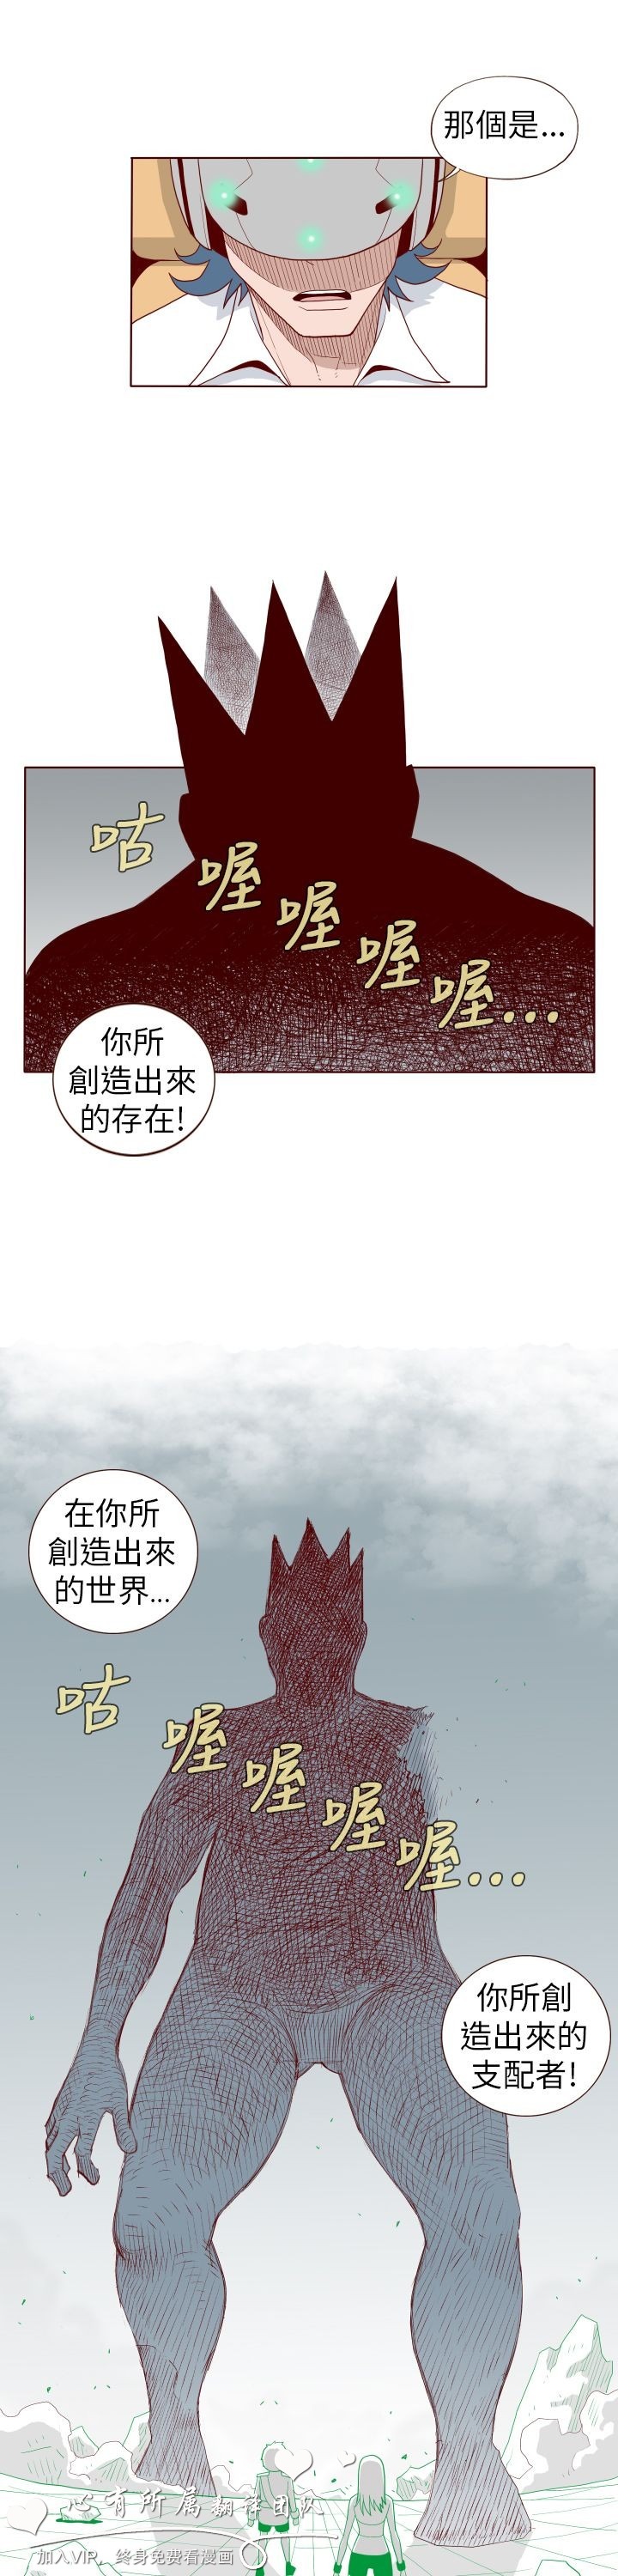 那個是...
咕喔喔喔喔...
你所
創造出來
的存在!
在你所
創造出來
的世界...
咕喔喔喔喔...
你所創
造出來的
支配者!
心有所属翻译团队
加入VIP，终身免费看漫画